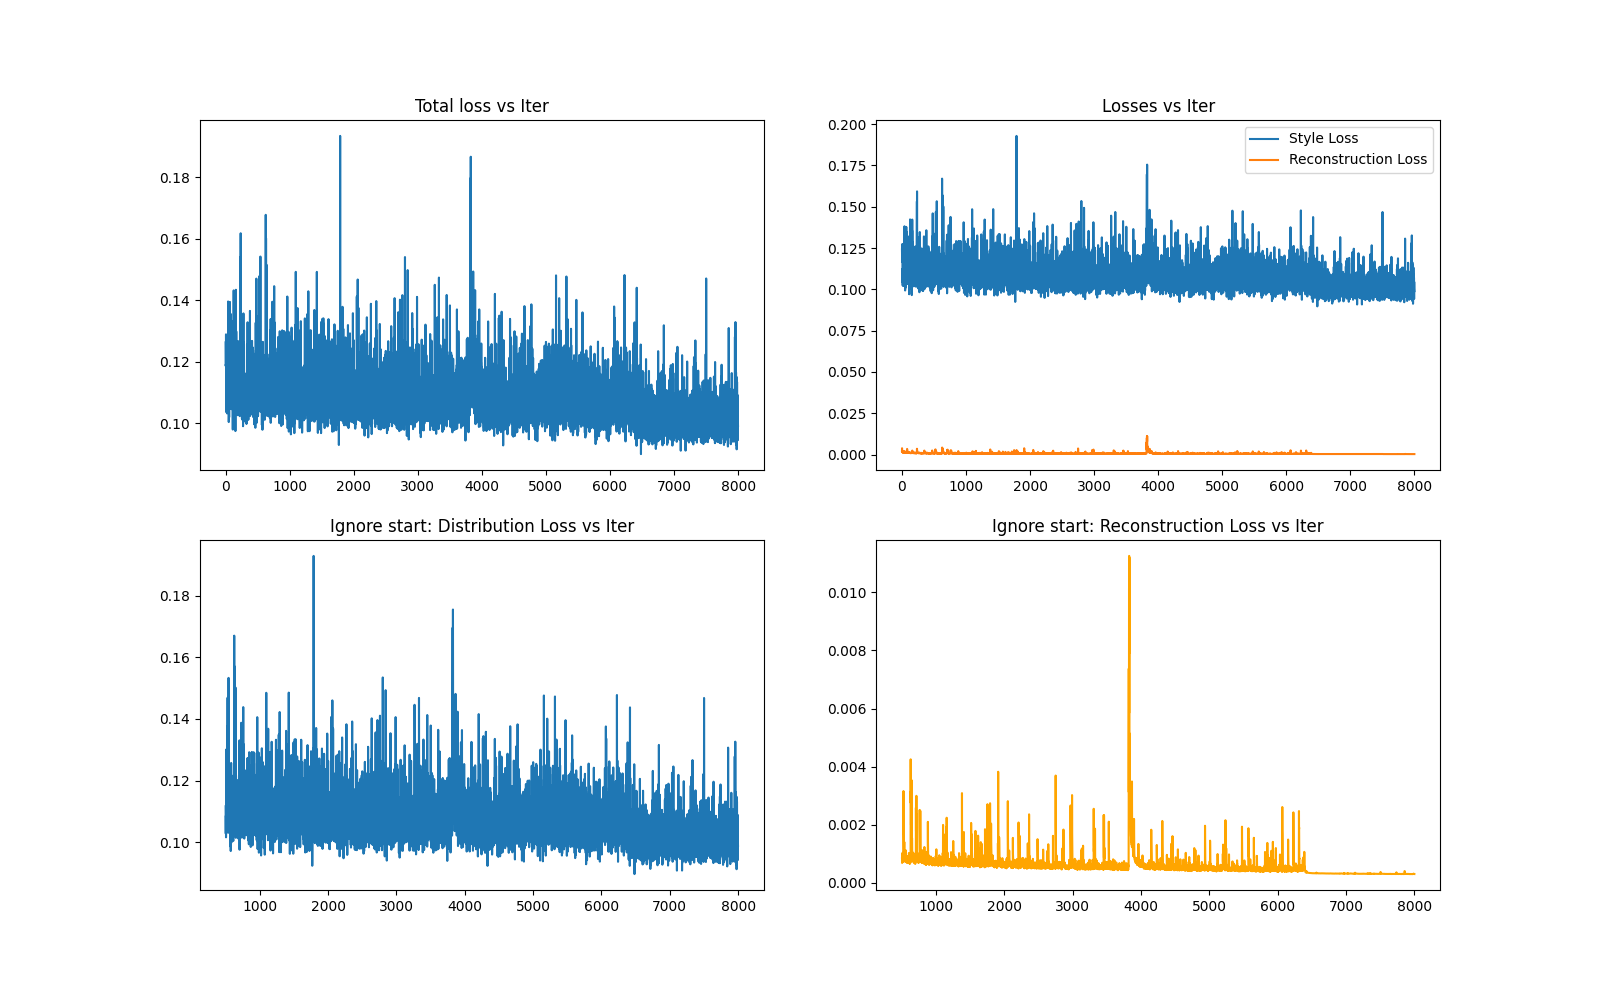 Total loss vs Iter
0.18
0.16
0.14
0.12
0.10
0 1000 2000 3000 4000 5000 6000 7000 8000
Losses vs Iter
0.200
0.175
0.150
0.125
0.100
0.075
0.050
0.025
0.000
Style Loss
Reconstruction Loss
0 1000 2000 3000 4000 5000 6000 7000 8000
Ignore start: Distribution Loss vs Iter
0.18
0.16
0.14
0.12
0.10
1000 2000 3000 4000 5000 6000 7000 8000
Ignore start: Reconstruction Loss vs Iter
0.010
0.008
0.006
0.004
0.002
0.000
1000 2000 3000 4000 5000 6000 7000 8000